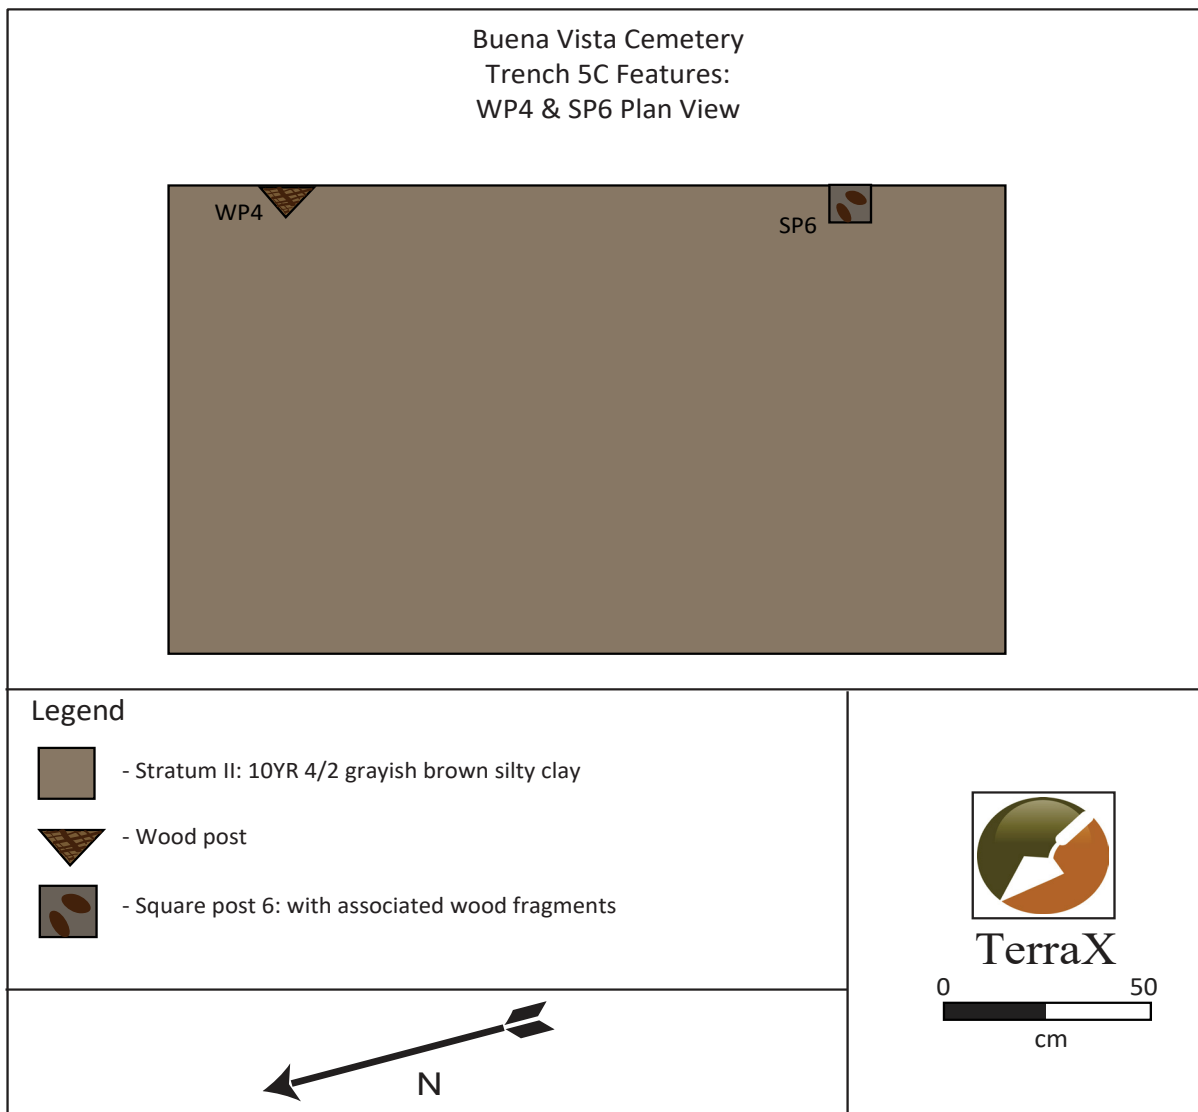 Buena Vista Cemetery
Trench 5C Features:
WP4 & SP6 Plan View
WP4
SP6
Legend
- Stratum II: 10YR 4/2 grayish brown silty clay
- Wood post
- Square post 6: with associated wood fragments
N
TerraX
0 50
cm